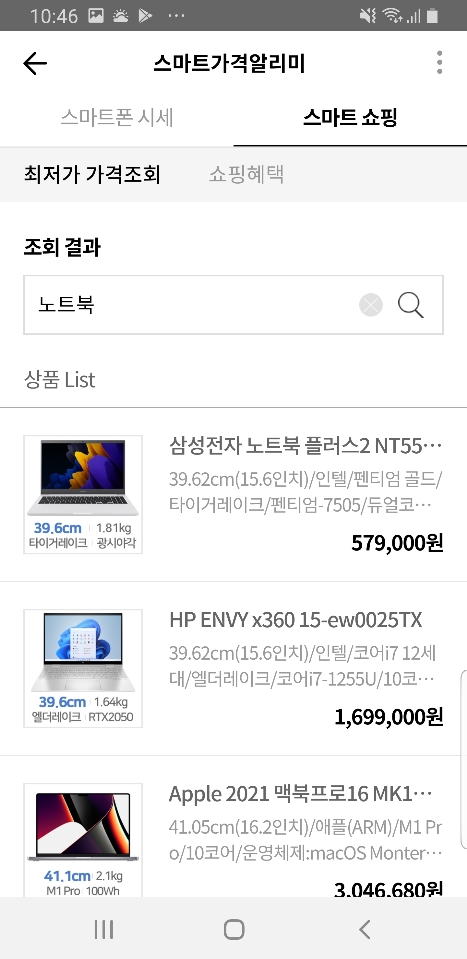 10:46
스마트가격알리미
스마트폰 시세 스마트 쇼핑
최저가 가격조회 쇼핑혜택
조회 결과
노트북
상품 List
삼성전자 노트북 플러스2 NT55…
39.62cm(15.6인치)/인텔/펜티엄 골드/
타이거레이크/펜티엄-7505/듀얼코…
39.6cm 1.81kg
타이거레이크 광시야각
579,000원
HP ENVY x360 15-ew0025TX
39.62cm(15.6인치)/인텔/코어i7 12세
대/엘더레이크/코어i7-1255U/10코…
39.6cm 1.64kg
엘더레이크 RTX2050
1,699,000원
Apple 2021 맥북프로16 MK1…
41.05cm(16.2인치)/애플(ARM)/M1 Pr
o/10코어/운영체제:macOS Monter…
41.1cm 2.1kg
M1 Pro 100Wh
3,046,680원